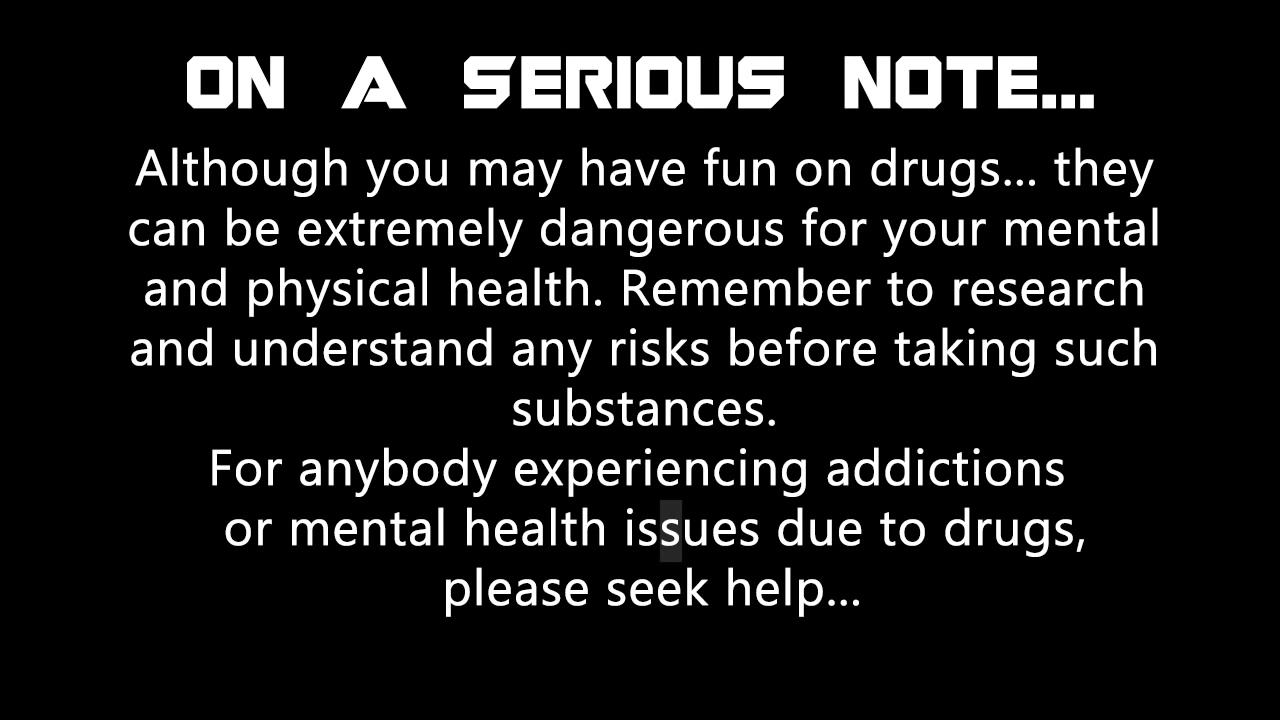 ON A SERIOUS NOTE...
Although you may have fun on drugs... they
can be extremely dangerous for your mental
and physical health. Remember to research
and understand any risks before taking such
substances.
For anybody experiencing addictions
or mental health issues due to drugs,
please seek help...